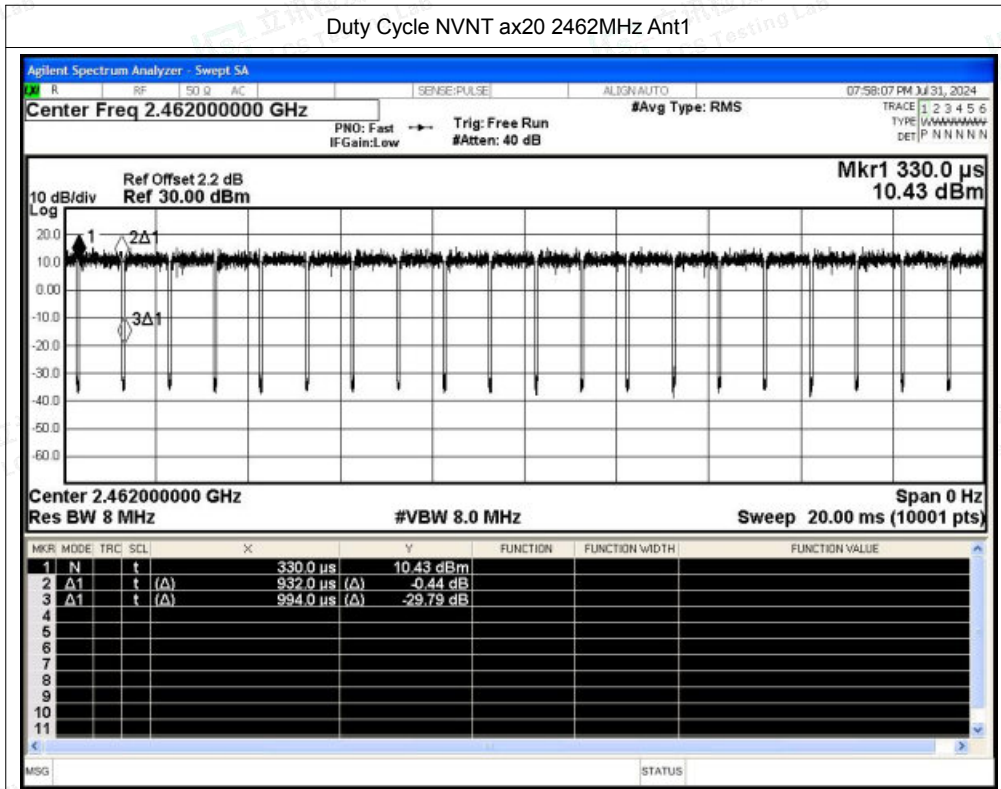 Duty Cycle NVNT ax20 2462MHz Ant1
Agilent Spectrum Analyzer - Swept SA
R RF 50 Ω AC SENSE:PULSE ALIGN AUTO 07:58:07 PM Jul 31, 2024
Center Freq 2.462000000 GHz #Avg Type: RMS TRACE 1 2 3 4 5 6
PNO: Fast Trig: Free Run TYPE
IFGain:Low #Atten: 40 dB DET P N N N N N
Mkr1 330.0 µs
Ref Offset 2.2 dB
10 dB/div Ref 30.00 dBm 10.43 dBm
Log
20.0
1 2Δ1
10.0
0.00
-10.0
3Δ1
-20.0
-30.0
-40.0
-50.0
-60.0
Center 2.462000000 GHz Span 0 Hz
Res BW 8 MHz #VBW 8.0 MHz Sweep 20.00 ms (10001 pts)
MKR MODE TRC SCL X Y FUNCTION FUNCTION WIDTH FUNCTION VALUE
1 N t 330.0 µs 10.43 dBm
2 Δ1 t (Δ) 932.0 µs (Δ) -0.44 dB
3 Δ1 t (Δ) 994.0 µs (Δ) -29.79 dB
4
5
6
7
8
9
10
11
MSG STATUS